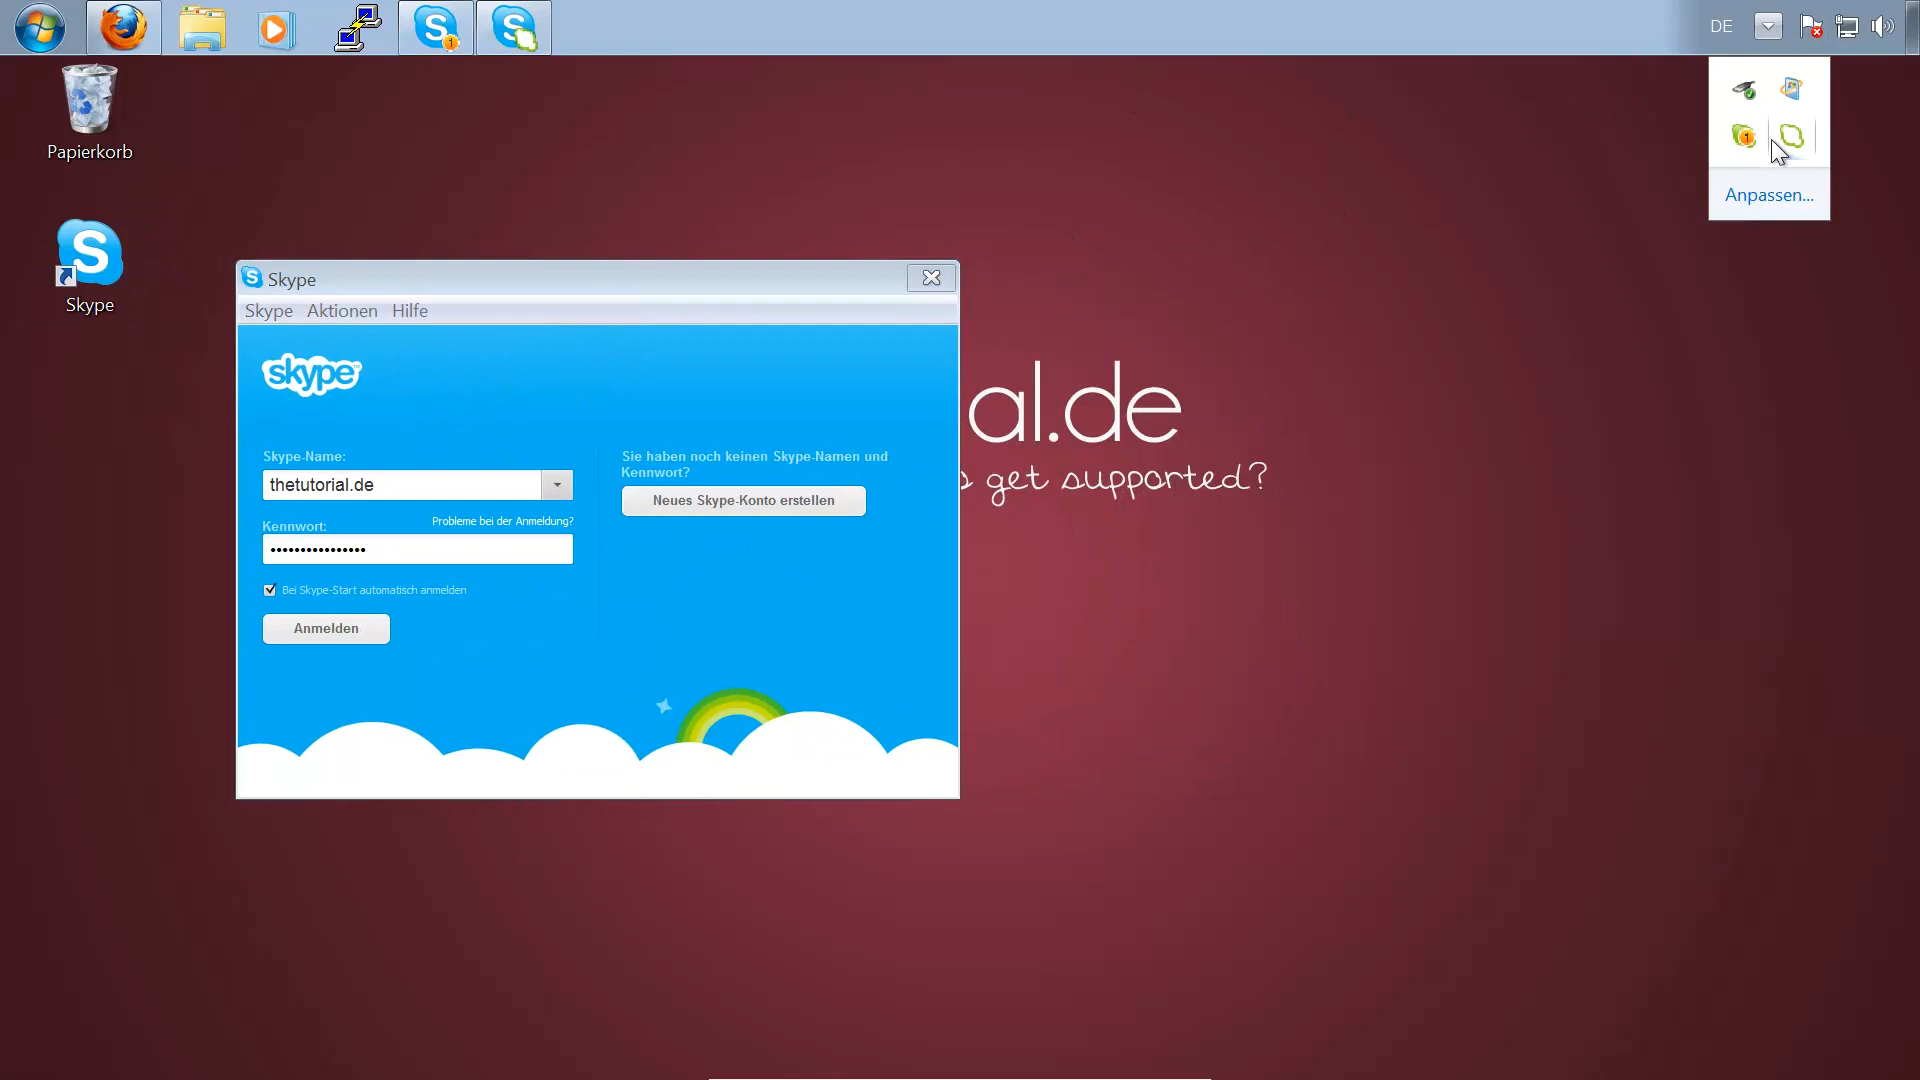 DE
Papierkorb
Anpassen...
Skype
Skype
Skype Aktionen Hilfe
skype
al.de
get supported?
Skype-Name:
thetutorial.de
Kennwort:
Probleme bei der Anmeldung?
••••••••••••••••
Bei Skype-Start automatisch anmelden
Anmelden
Sie haben noch keinen Skype-Namen und
Kennwort?
Neues Skype-Konto erstellen